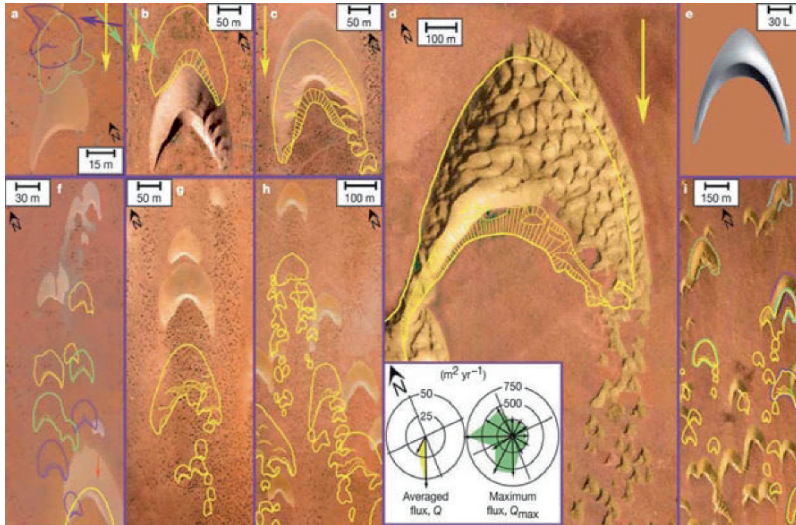 a
15 m
N
b
50 m
N
c
50 m
N
d
100 m
N
e
30 L
f
30 m
N
g
50 m
N
h
100 m
N
i
150 m
N
(m² yr⁻¹)
N
50
25
750
500
Averaged
flux, Q
Maximum
flux, Qmax